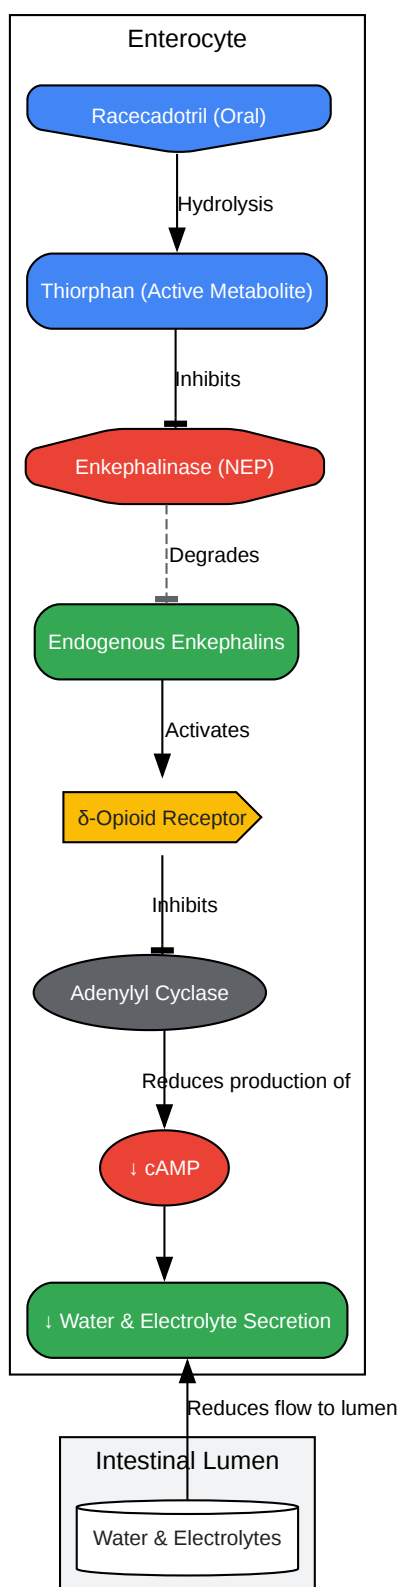 Enterocyte
Racecadotril (Oral)
Hydrolysis
Thiorphan (Active Metabolite)
Inhibits
Enkephalinase (NEP)
Degrades
Endogenous Enkephalins
Activates
δ-Opioid Receptor
Inhibits
Adenylyl Cyclase
Reduces production of
↓ cAMP
↓ Water & Electrolyte Secretion
Reduces flow to lumen
Intestinal Lumen
Water & Electrolytes